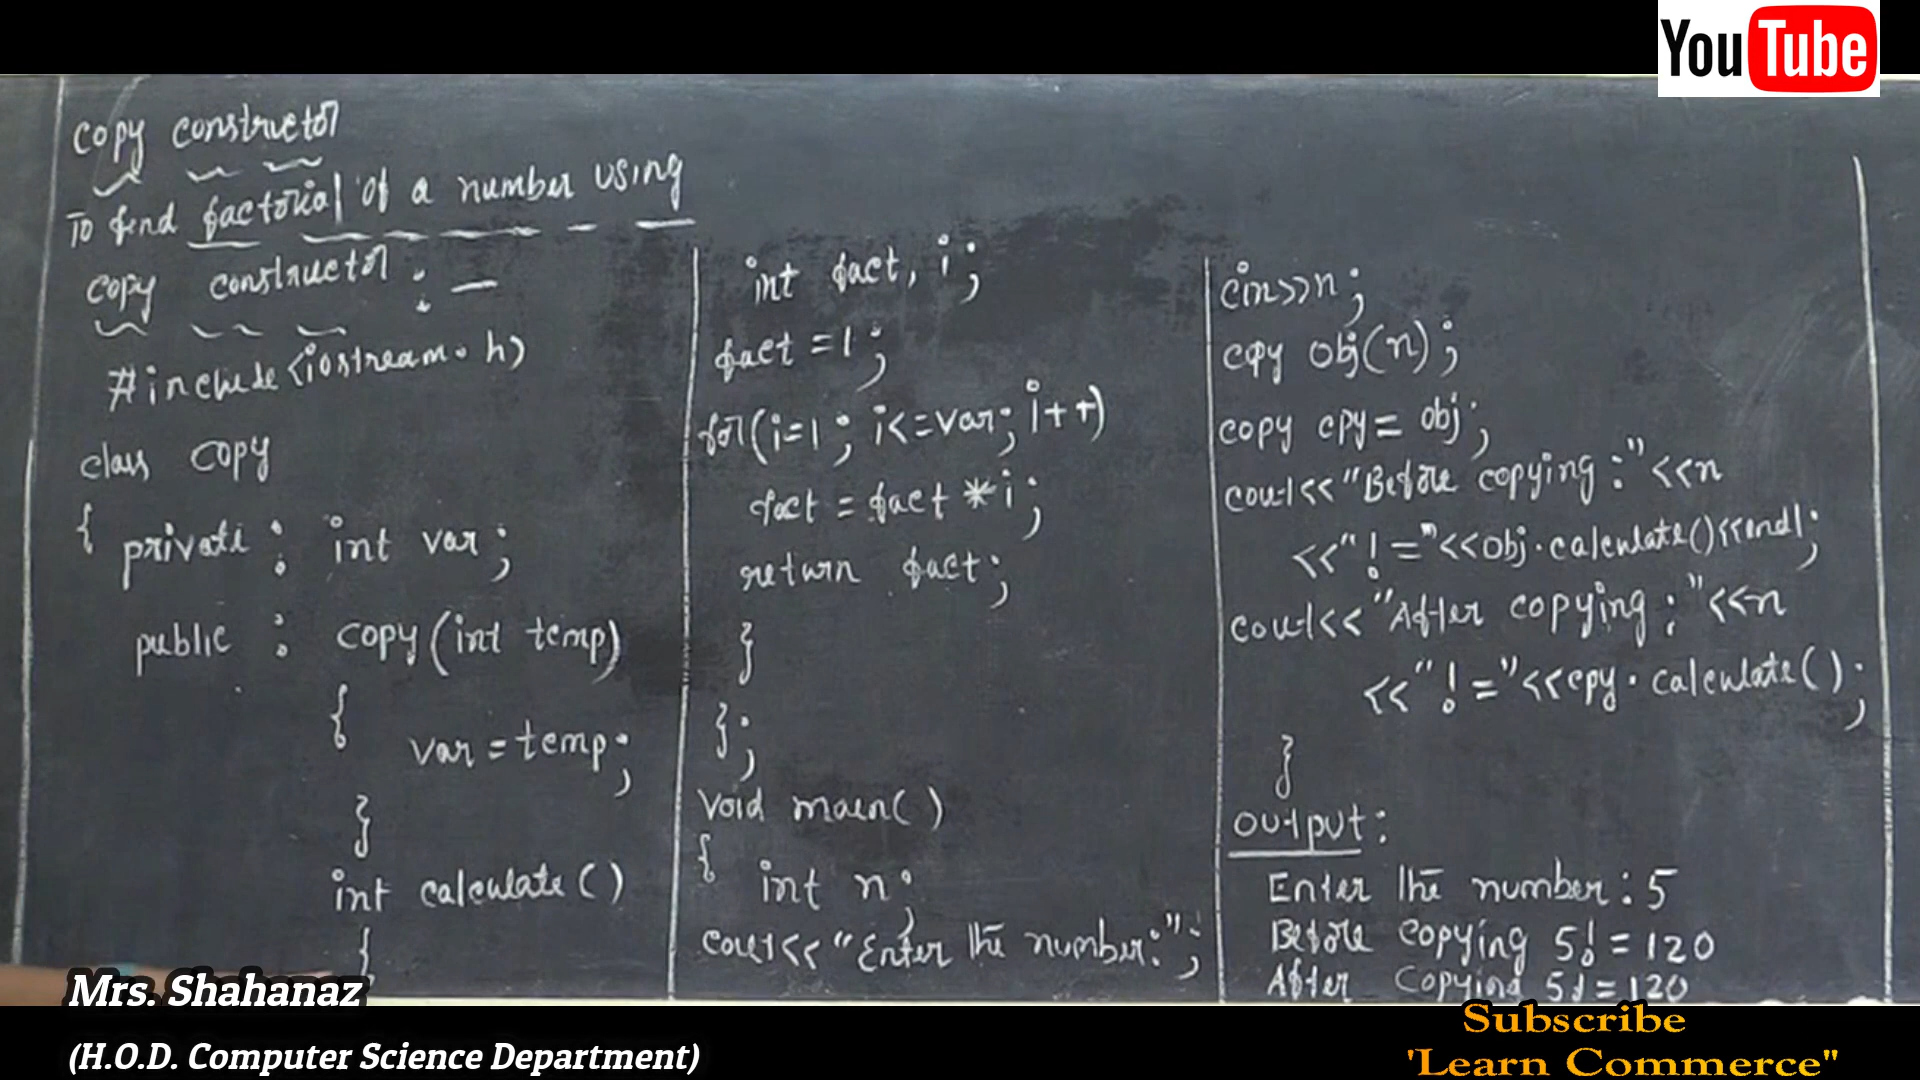 YouTube
copy constructor
To find factorial of a number using
copy constructor : -
#include <iostream.h>
class copy
{ private : int var;
public : copy (int temp)
{
var = temp;
}
int calculate ()
{
int fact, i;
fact = 1;
for (i=1; i<=var; i++)
fact = fact * i;
return fact;
}
};
void main()
{ int n;
cout<< "Enter the number:";
cin>>n;
copy obj(n);
copy cpy = obj;
cout<< "Before copying :" <<n
<<"! ="<<obj.calculate()<<endl;
cout<< "After copying : "<<n
<<"! ="<<cpy.calculate();
}
output:
Enter the number : 5
Before copying 5! = 120
After copying 5! = 120
Mrs. Shahanaz
(H.O.D. Computer Science Department)
Subscribe
'Learn Commerce"